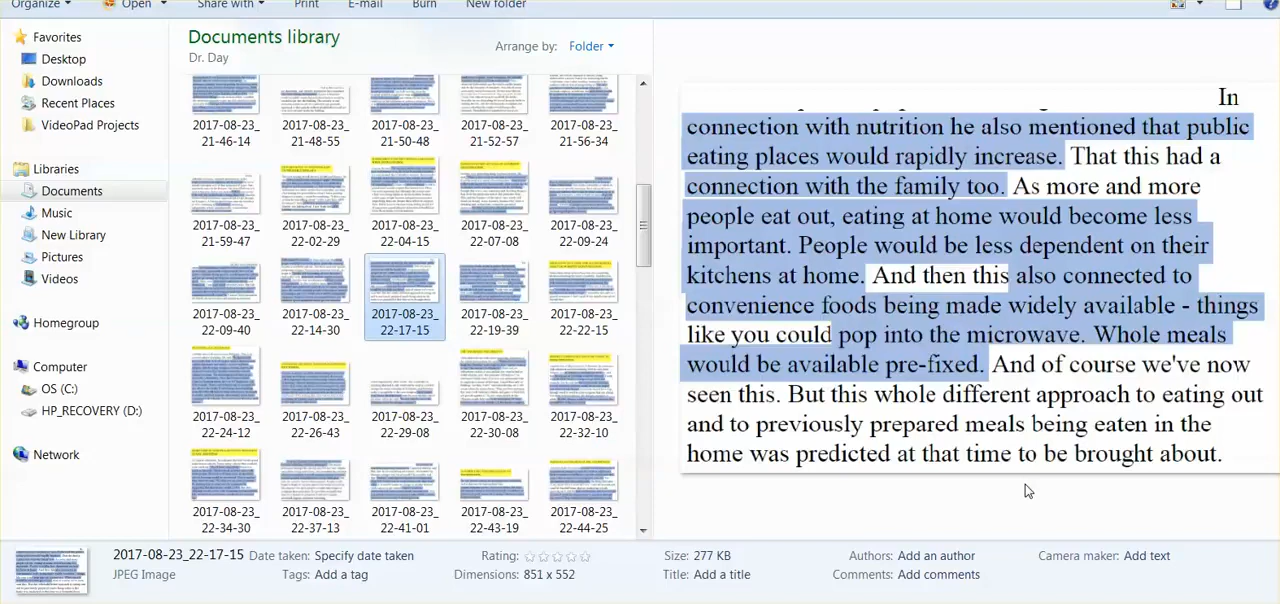 Organize
Open
Share with
Print
E-mail
Burn
New folder
Favorites
Desktop
Downloads
Recent Places
VideoPad Projects
Libraries
Documents
Music
New Library
Pictures
Videos
Homegroup
Computer
OS (C:)
HP_RECOVERY (D:)
Network
Documents library
Dr. Day
Arrange by: Folder
2017-08-23_
21-46-14
2017-08-23_
21-48-55
2017-08-23_
21-50-48
2017-08-23_
21-52-57
2017-08-23_
21-56-34
2017-08-23_
21-59-47
2017-08-23_
22-02-29
2017-08-23_
22-04-15
2017-08-23_
22-07-08
2017-08-23_
22-09-24
2017-08-23_
22-09-40
2017-08-23_
22-14-30
2017-08-23_
22-17-15
2017-08-23_
22-19-39
2017-08-23_
22-22-15
2017-08-23_
22-24-12
2017-08-23_
22-26-43
2017-08-23_
22-29-08
2017-08-23_
22-30-08
2017-08-23_
22-32-10
2017-08-23_
22-34-30
2017-08-23_
22-37-13
2017-08-23_
22-41-01
2017-08-23_
22-43-19
2017-08-23_
22-44-25
In
connection with nutrition he also mentioned that public
eating places would rapidly increase. That this had a
connection with the family too. As more and more
people eat out, eating at home would become less
important. People would be less dependent on their
kitchens at home. And then this also connected to
convenience foods being made widely available - things
like you could pop into the microwave. Whole meals
would be available pre-fixed. And of course we've now
seen this. But this whole different approach to eating out
and to previously prepared meals being eaten in the
home was predicted at that time to be brought about.
2017-08-23_22-17-15 Date taken: Specify date taken
JPEG Image
Tags: Add a tag
Rating:
Dimensions: 851 x 552
Size: 277 KB
Title: Add a title
Authors: Add an author
Comments: Add comments
Camera maker: Add text